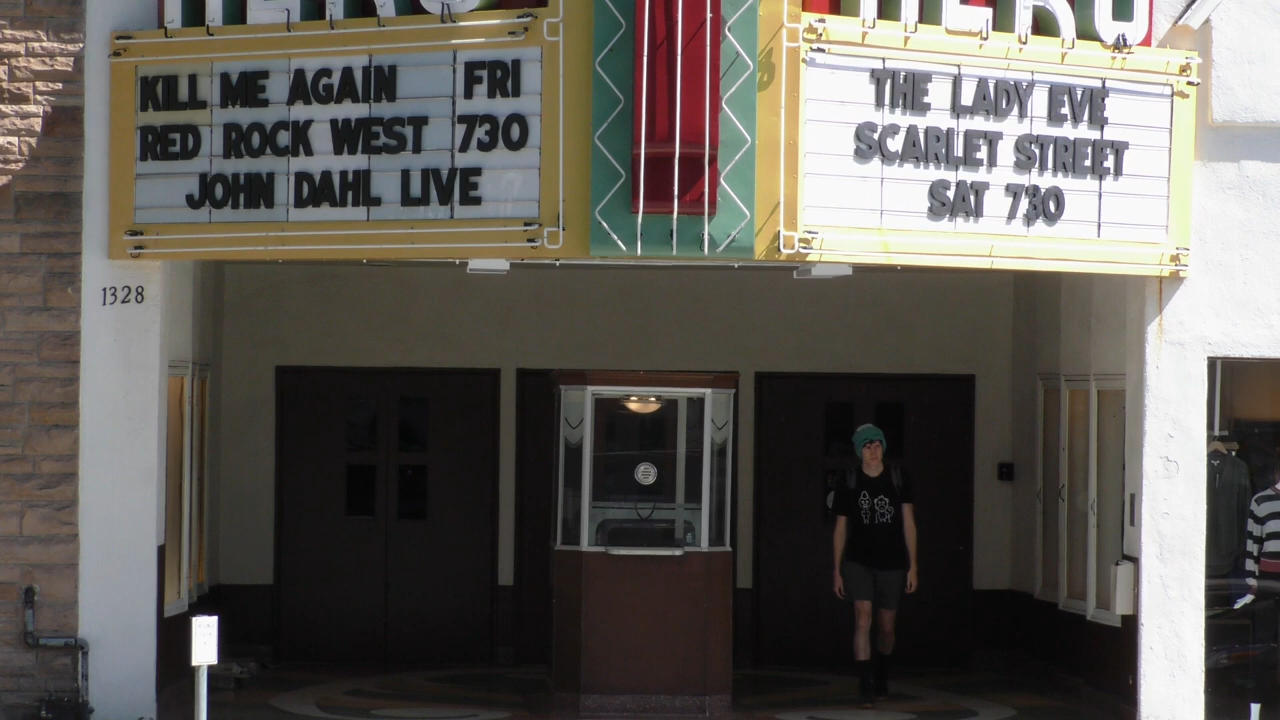 KILL ME AGAIN FRI
RED ROCK WEST 730
JOHN DAHL LIVE
THE LADY EVE
SCARLET STREET
SAT 730
1328